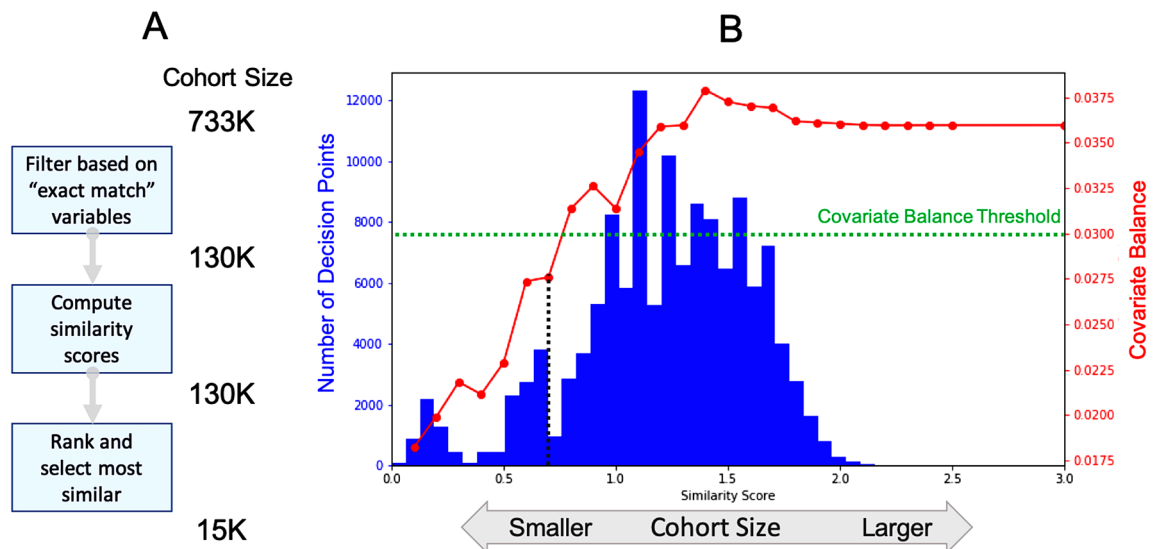 A
Cohort Size
733K
Filter based on
“exact match”
variables
130K
Compute
similarity
scores
130K
Rank and
select most
similar
15K
B
Number of Decision Points
12000
10000
8000
6000
4000
2000
0
Covariate Balance Threshold
0.0375
0.0350
0.0325
0.0300
0.0275
0.0250
0.0225
0.0200
0.0175
Covariate Balance
0.0
0.5
1.0
1.5
2.0
2.5
3.0
Similarity Score
Smaller Cohort Size Larger